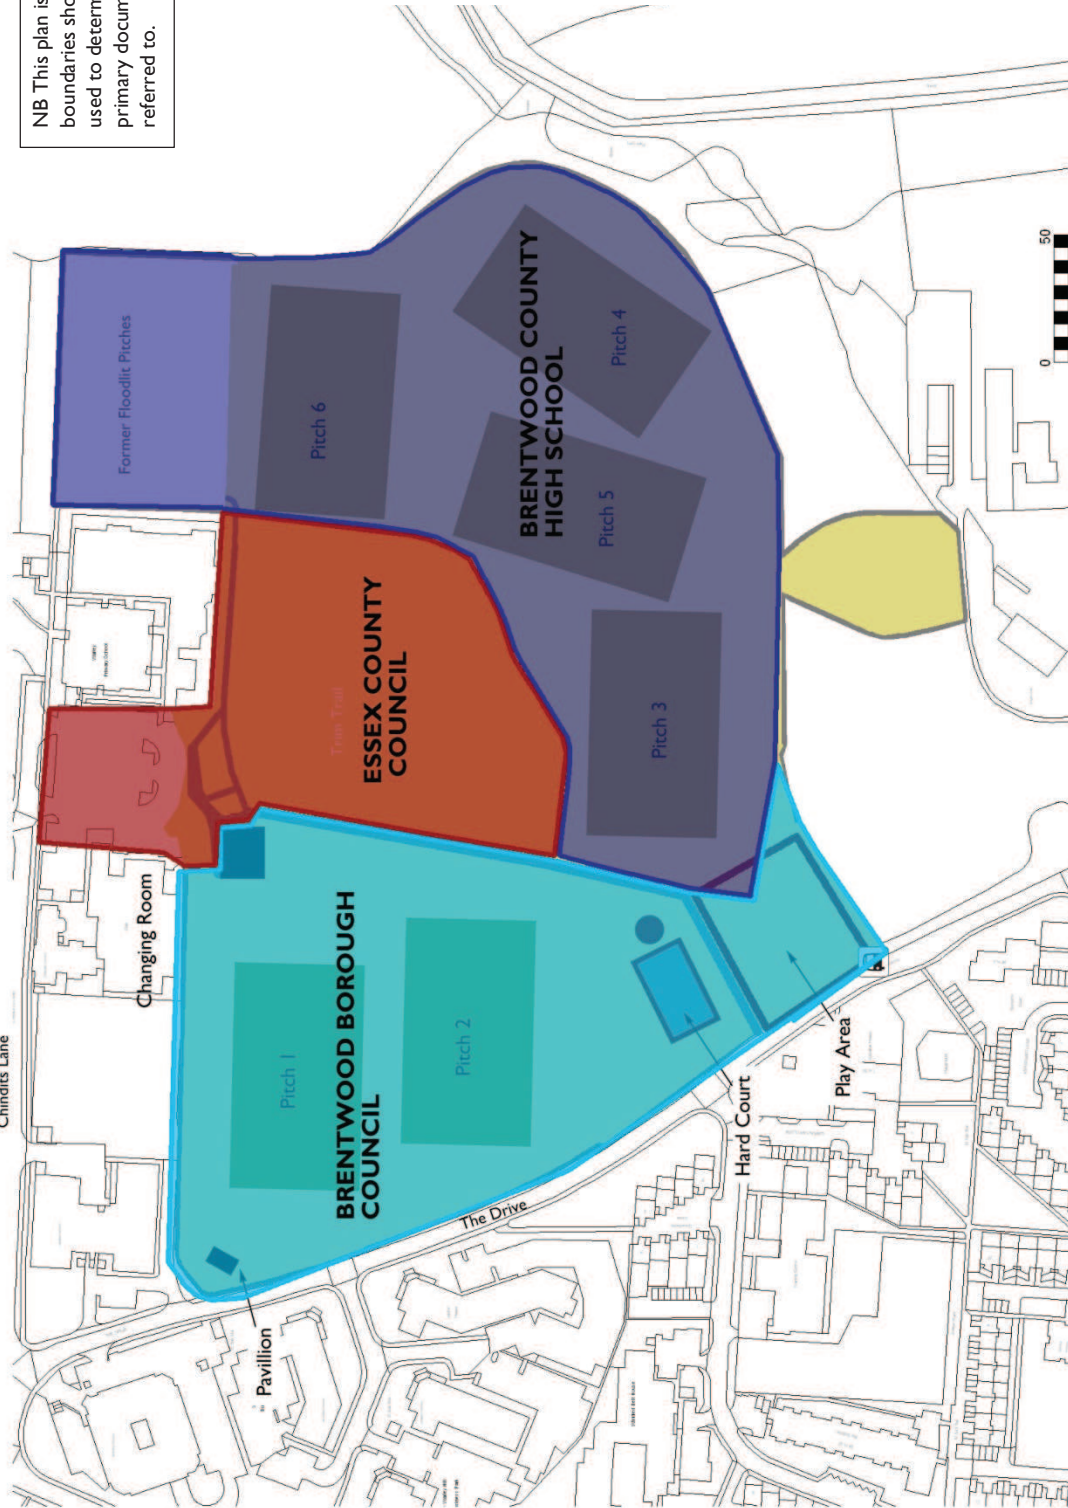 NB This plan is
boundaries sho
used to determ
primary docum
referred to.
Chindits Lane
Former Floodlit Pitches
Pitch 6
BRENTWOOD COUNTY
HIGH SCHOOL
Pitch 4
Pitch 5
Pitch 3
ESSEX COUNTY
COUNCIL
Trim Trail
Changing Room
BRENTWOOD BOROUGH
COUNCIL
Pitch 1
Pitch 2
Pavillion
The Drive
Hard Court
Play Area
0
50